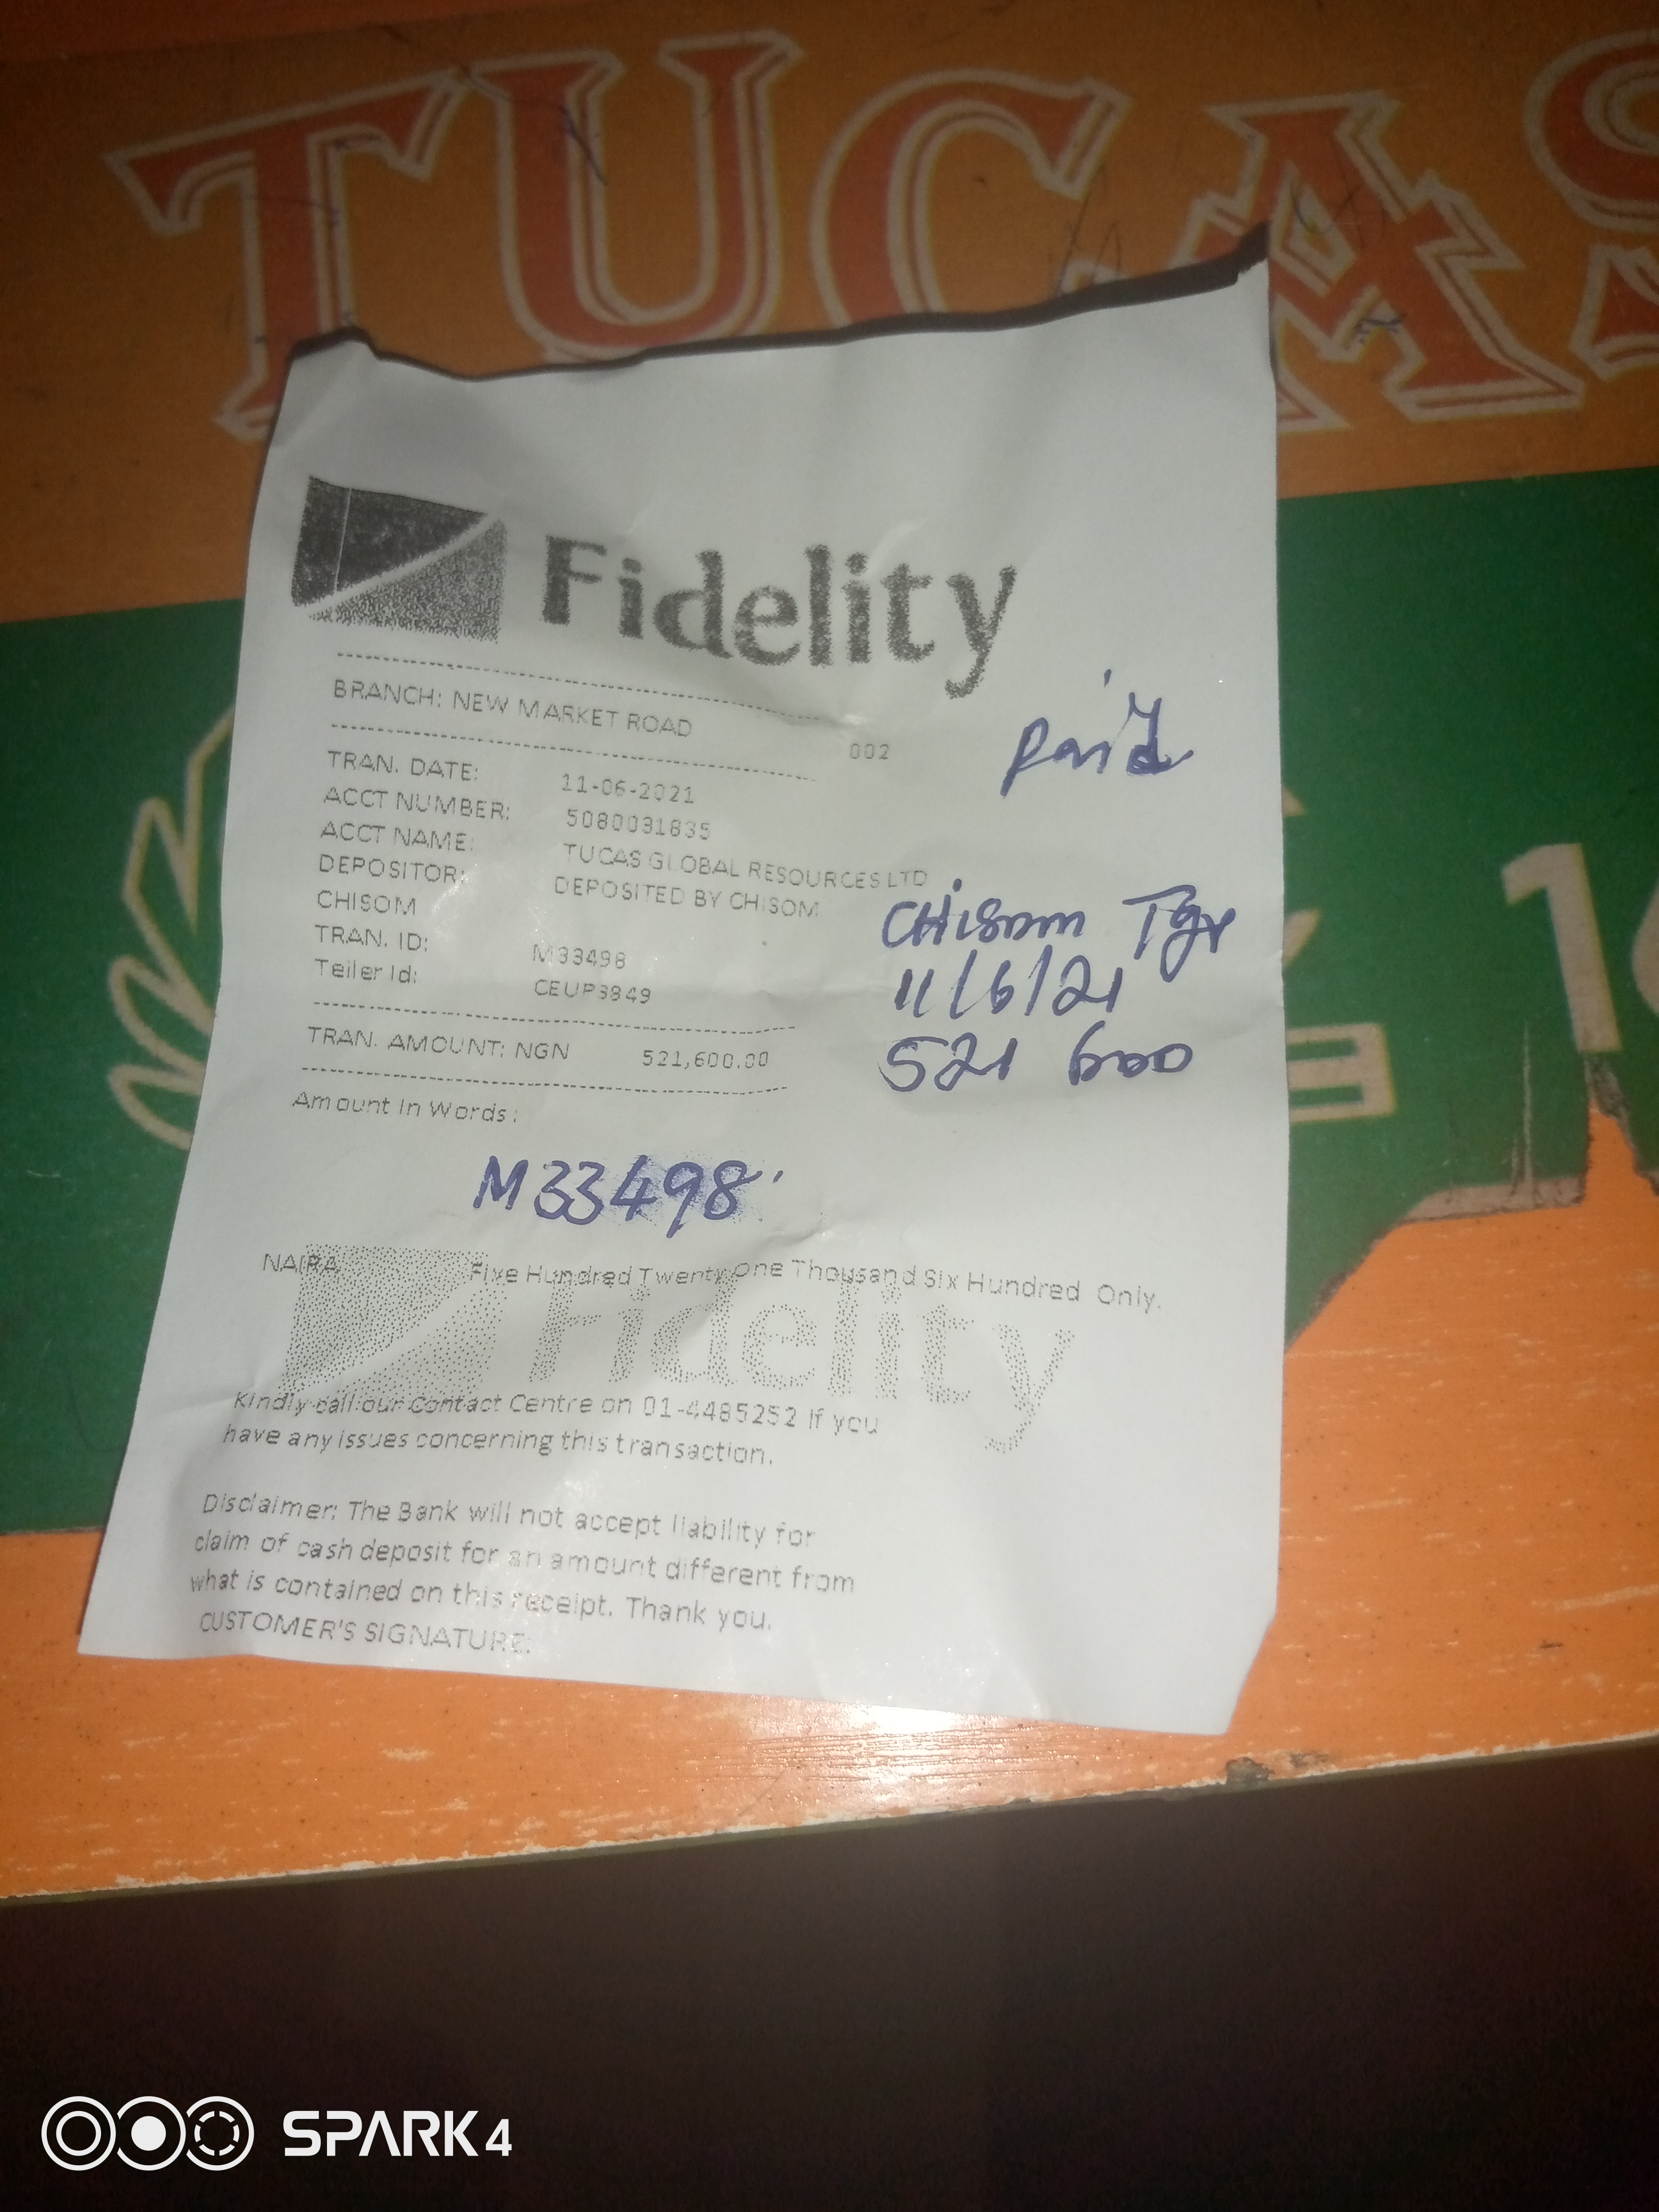 TUCAS
Fidelity
BRANCH: NEW MARKET ROAD 002
paid
TRAN. DATE: 11-06-2021
ACCT NUMBER: 5080031835
ACCT NAME: TUCAS GLOBAL RESOURCES LTD
DEPOSITOR: DEPOSITED BY CHISOM
CHISOM
TRAN. ID: M33498
Teller Id: CEUP3849
CHISOM Tgr
11/6/21
521 600
TRAN. AMOUNT: NGN 521,600.00
Amount In Words :
M33498
NAIRA Five Hundred Twenty One Thousand Six Hundred Only.
Fidelity
Kindly call our Contact Centre on 01-4485252 if you
have any issues concerning this transaction.
Disclaimer: The Bank will not accept liability for
claim of cash deposit for an amount different from
what is contained on this receipt. Thank you.
CUSTOMER'S SIGNATURE:
SPARK 4